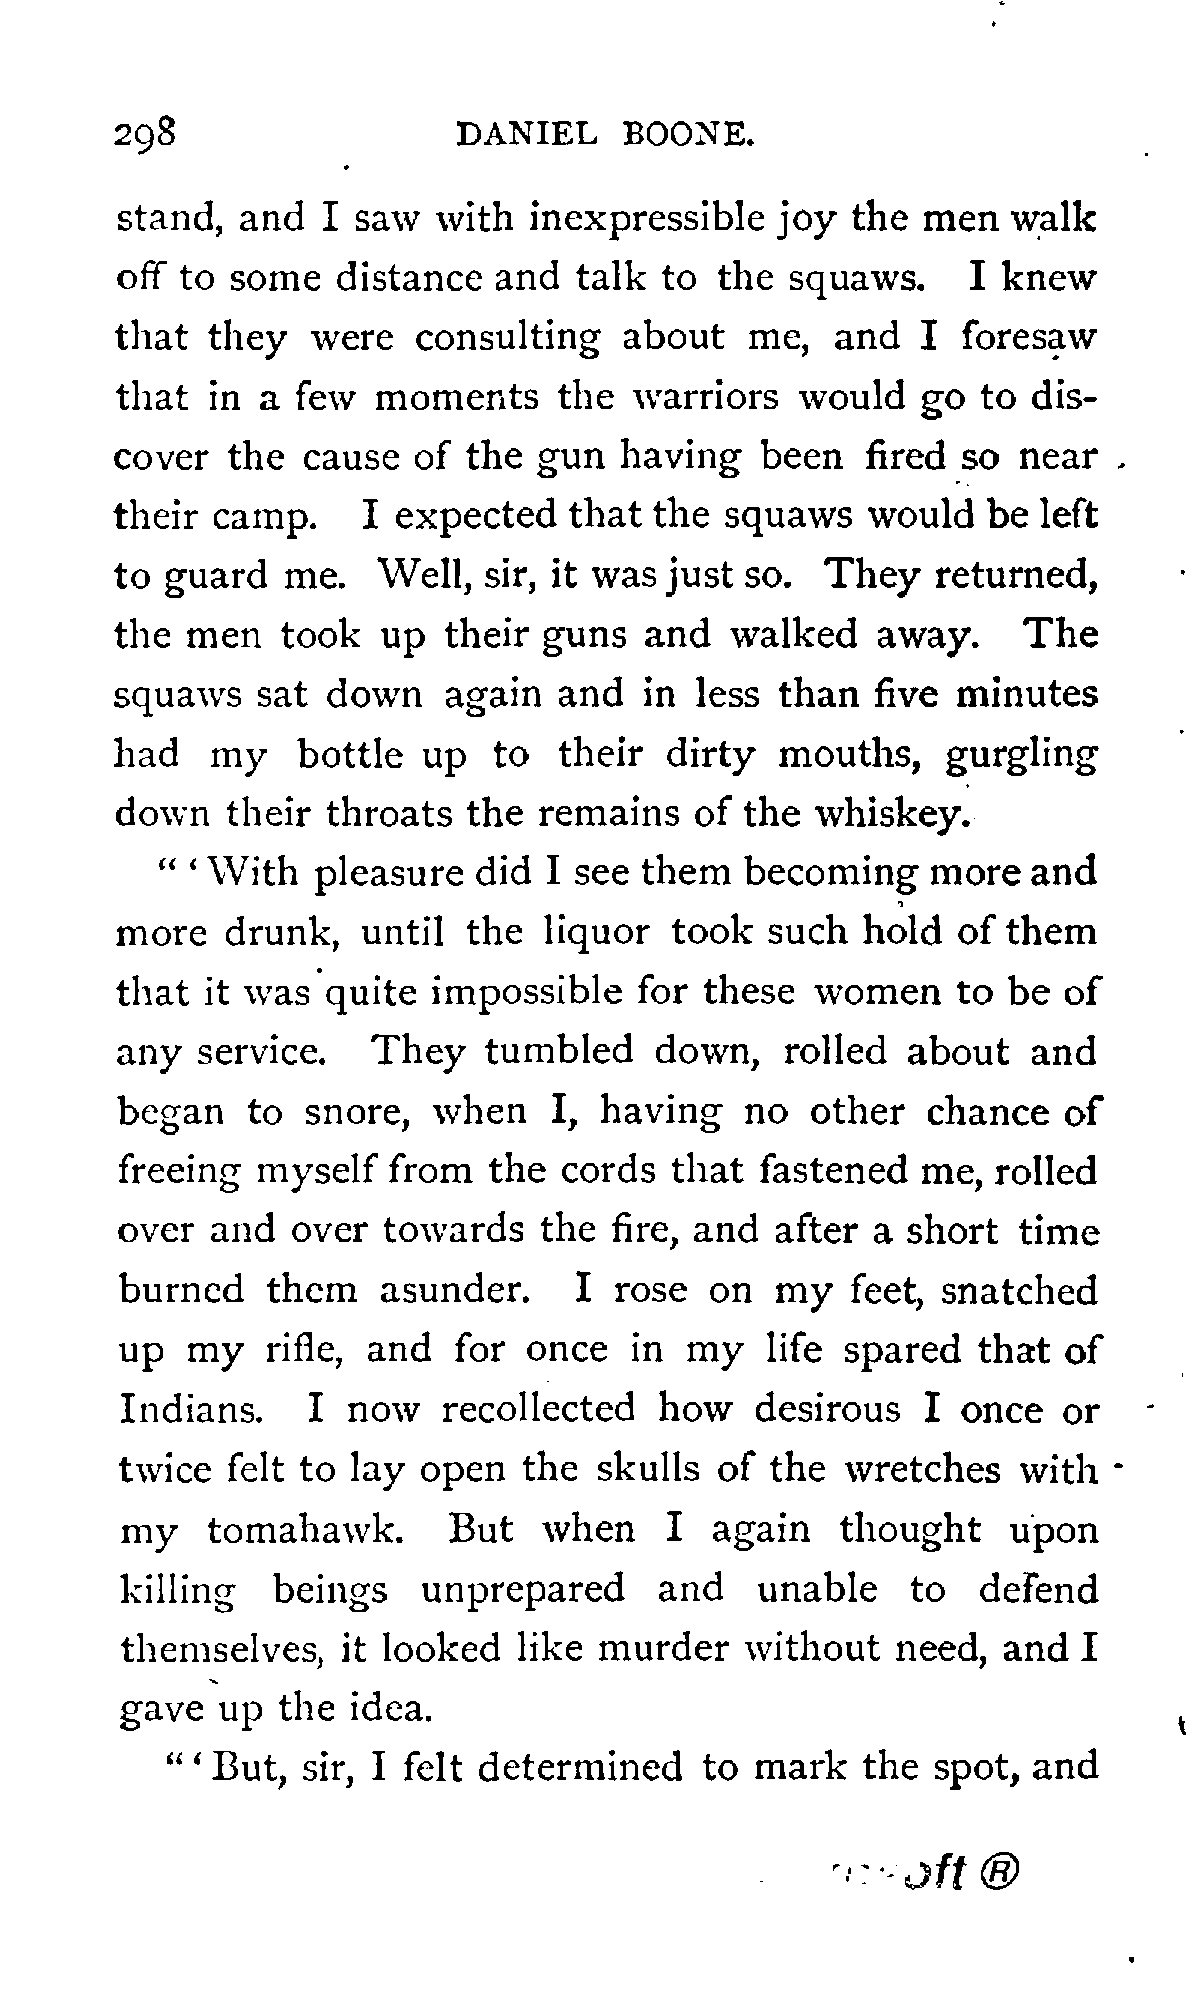 298 DANIEL BOONE.
stand, and I saw with inexpressible joy the men walk
off to some distance and talk to the squaws. I knew
that they were consulting about me, and I foresaw
that in a few moments the warriors would go to dis-
cover the cause of the gun having been fired so near
their camp. I expected that the squaws would be left
to guard me. Well, sir, it was just so. They returned,
the men took up their guns and walked away. The
squaws sat down again and in less than five minutes
had my bottle up to their dirty mouths, gurgling
down their throats the remains of the whiskey.
" ' With pleasure did I see them becoming more and
more drunk, until the liquor took such hold of them
that it was quite impossible for these women to be of
any service. They tumbled down, rolled about and
began to snore, when I, having no other chance of
freeing myself from the cords that fastened me, rolled
over and over towards the fire, and after a short time
burned them asunder. I rose on my feet, snatched
up my rifle, and for once in my life spared that of
Indians. I now recollected how desirous I once or
twice felt to lay open the skulls of the wretches with
my tomahawk. But when I again thought upon
killing beings unprepared and unable to defend
themselves, it looked like murder without need, and I
gave up the idea.
" ' But, sir, I felt determined to mark the spot, and
®